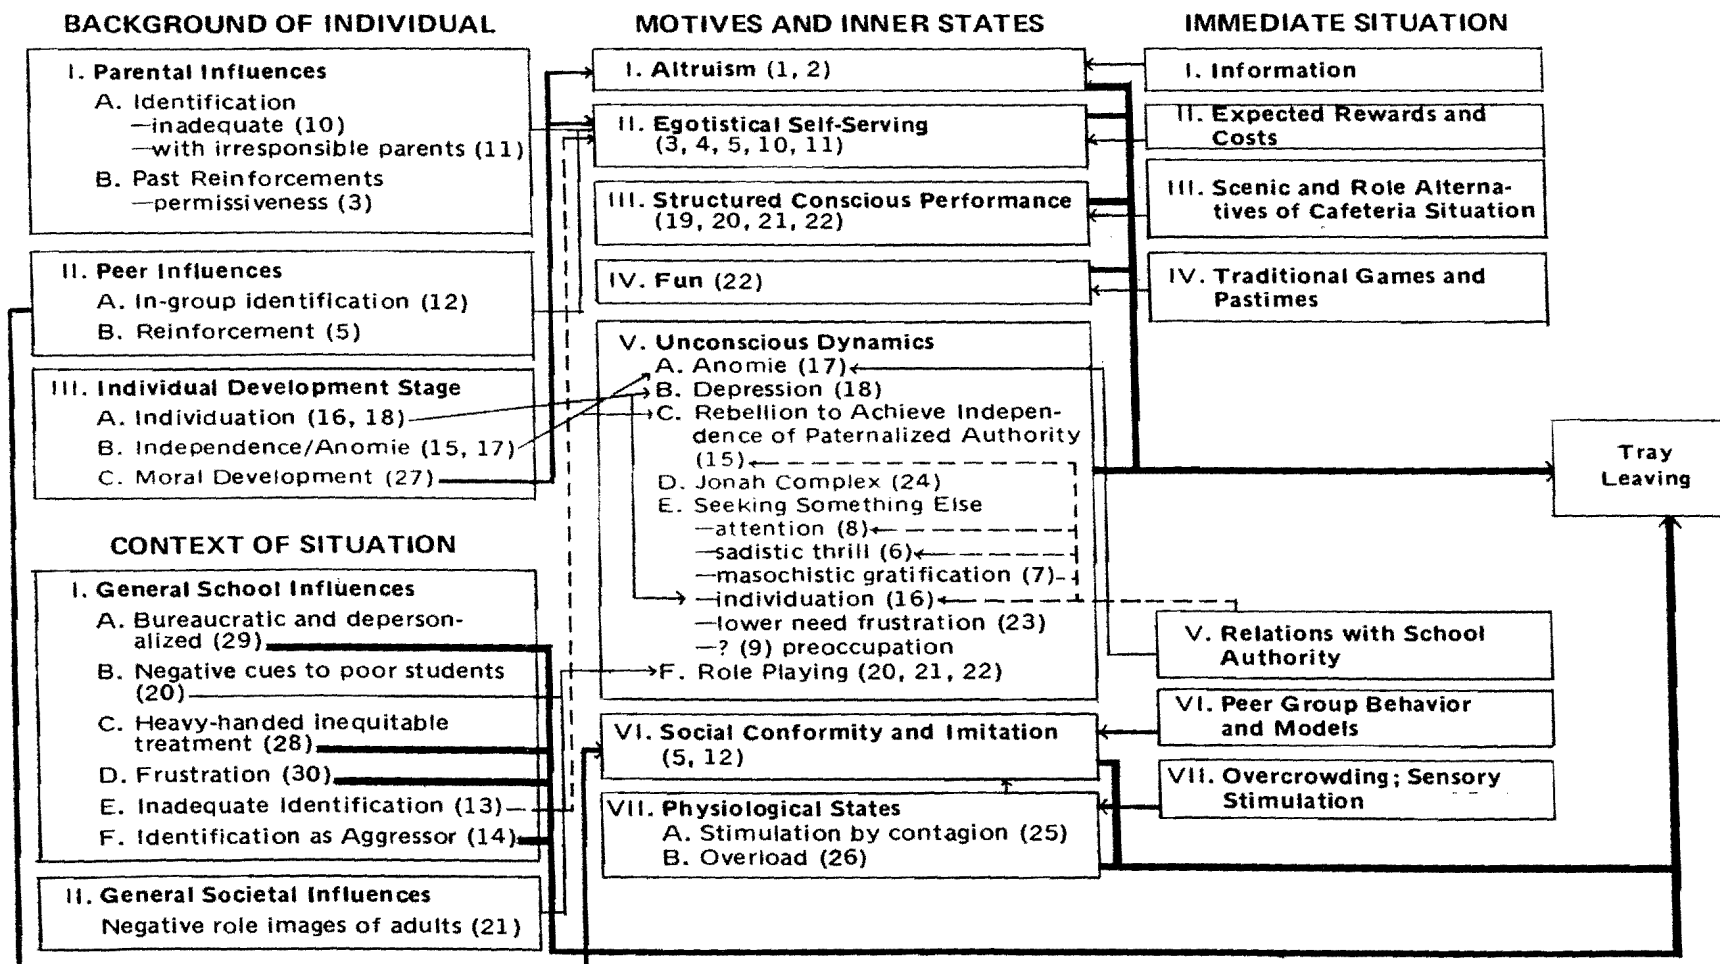 BACKGROUND OF INDIVIDUAL
I. Parental Influences
A. Identification
—inadequate (10)
—with irresponsible parents (11)
B. Past Reinforcements
—permissiveness (3)
II. Peer Influences
A. In-group identification (12)
B. Reinforcement (5)
III. Individual Development Stage
A. Individuation (16, 18)
B. Independence/Anomie (15, 17)
C. Moral Development (27)
CONTEXT OF SITUATION
I. General School Influences
A. Bureaucratic and deperson-
alized (29)
B. Negative cues to poor students
(20)
C. Heavy-handed inequitable
treatment (28)
D. Frustration (30)
E. Inadequate Identification (13)
F. Identification as Aggressor (14)
II. General Societal Influences
Negative role images of adults (21)
MOTIVES AND INNER STATES
I. Altruism (1, 2)
II. Egotistical Self-Serving
(3, 4, 5, 10, 11)
III. Structured Conscious Performance
(19, 20, 21, 22)
IV. Fun (22)
V. Unconscious Dynamics
A. Anomie (17)
B. Depression (18)
C. Rebellion to Achieve Indepen-
dence of Paternalized Authority
(15)
D. Jonah Complex (24)
E. Seeking Something Else
—attention (8)
—sadistic thrill (6)
—masochistic gratification (7)
—individuation (16)
—lower need frustration (23)
—? (9) preoccupation
F. Role Playing (20, 21, 22)
VI. Social Conformity and Imitation
(5, 12)
VII. Physiological States
A. Stimulation by contagion (25)
B. Overload (26)
IMMEDIATE SITUATION
I. Information
II. Expected Rewards and
Costs
III. Scenic and Role Alterna-
tives of Cafeteria Situation
IV. Traditional Games and
Pastimes
V. Relations with School
Authority
VI. Peer Group Behavior
and Models
VII. Overcrowding; Sensory
Stimulation
Tray
Leaving